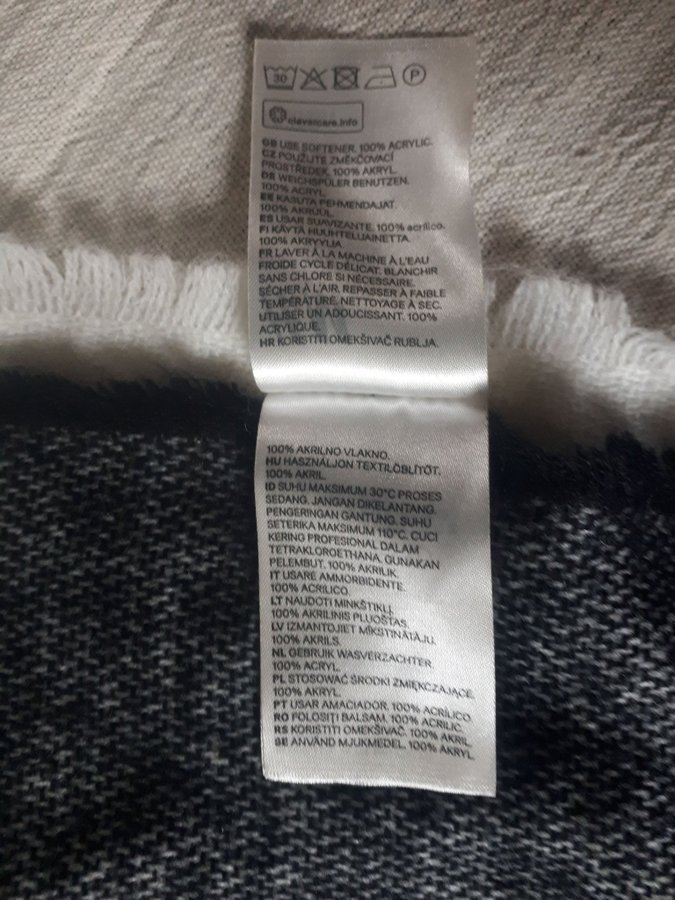 30 P
clevercare.info
GB USE SOFTENER. 100% ACRYLIC.
CZ POUŽIJTE ZMĚKČOVACÍ
PROSTŘEDEK. 100% AKRYL.
DE WEICHSPÜLER BENUTZEN.
100% ACRYL.
EE KASUTA PEHMENDAJAT.
100% AKRÜÜL.
ES USAR SUAVIZANTE. 100% acrílico.
FI KÄYTÄ HUUHTELUAINETTA.
100% AKRYYLIA
FR LAVER À LA MACHINE À L'EAU
FROIDE CYCLE DÉLICAT. BLANCHIR
SANS CHLORE SI NÉCESSAIRE.
SÉCHER À L'AIR. REPASSER À FAIBLE
TEMPÉRATURE. NETTOYAGE À SEC.
UTILISER UN ADOUCISSANT. 100%
ACRYLIQUE.
HR KORISTITI OMEKŠIVAČ RUBLJA.
100% AKRILNO VLAKNO.
HU HASZNÁLJON TEXTILÖBLÍTŐT.
100% AKRIL.
ID SUHU MAKSIMUM 30°C PROSES
SEDANG. JANGAN DIKELANTANG.
PENGERINGAN GANTUNG. SUHU
SETERIKA MAKSIMUM 110°C. CUCI
KERING PROFESIONAL DALAM
TETRAKLOROETHANA. GUNAKAN
PELEMBUT. 100% AKRILIK.
IT USARE AMMORBIDENTE.
100% ACRILICO.
LT NAUDOTI MINKŠTIKLĮ.
100% AKRILINIS PLUOŠTAS.
LV IZMANTOJIET MĪKSTINĀTĀJU.
100% AKRILS.
NL GEBRUIK WASVERZACHTER.
100% ACRYL.
PL STOSOWAĆ ŚRODKI ZMIĘKCZAJĄCE.
100% AKRYL.
PT USAR AMACIADOR. 100% ACRÍLICO
RO FOLOSIȚI BALSAM. 100% ACRILIC.
RS KORISTITI OMEKŠIVAČ. 100% AKRIL.
SE ANVÄND MJUKMEDEL. 100% AKRYL